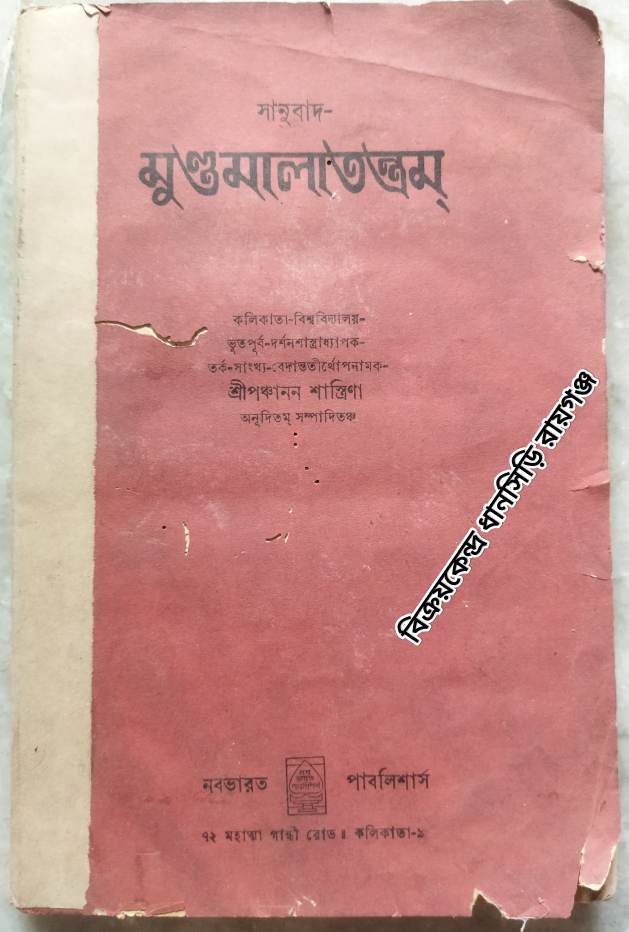 সানুবাদ-
মুণ্ডমালাতন্ত্রম্
কলিকাতা-বিশ্ববিদ্যালয়-
ভূতপূর্ব-দর্শনশাস্ত্রাধ্যাপক-
তর্ক-সাংখ্য-বেদান্ততীর্থোপনামক-
শ্রীপঞ্চানন শাস্ত্রিণা
অনূদিতম্ সম্পাদিতঞ্চ
বিক্রয়কেন্দ্র ধানসিড়ি রায়গঞ্জ
নবভারত পাবলিশার্স
৭২ মহাত্মা গান্ধী রোড ॥ কলিকাতা-৯